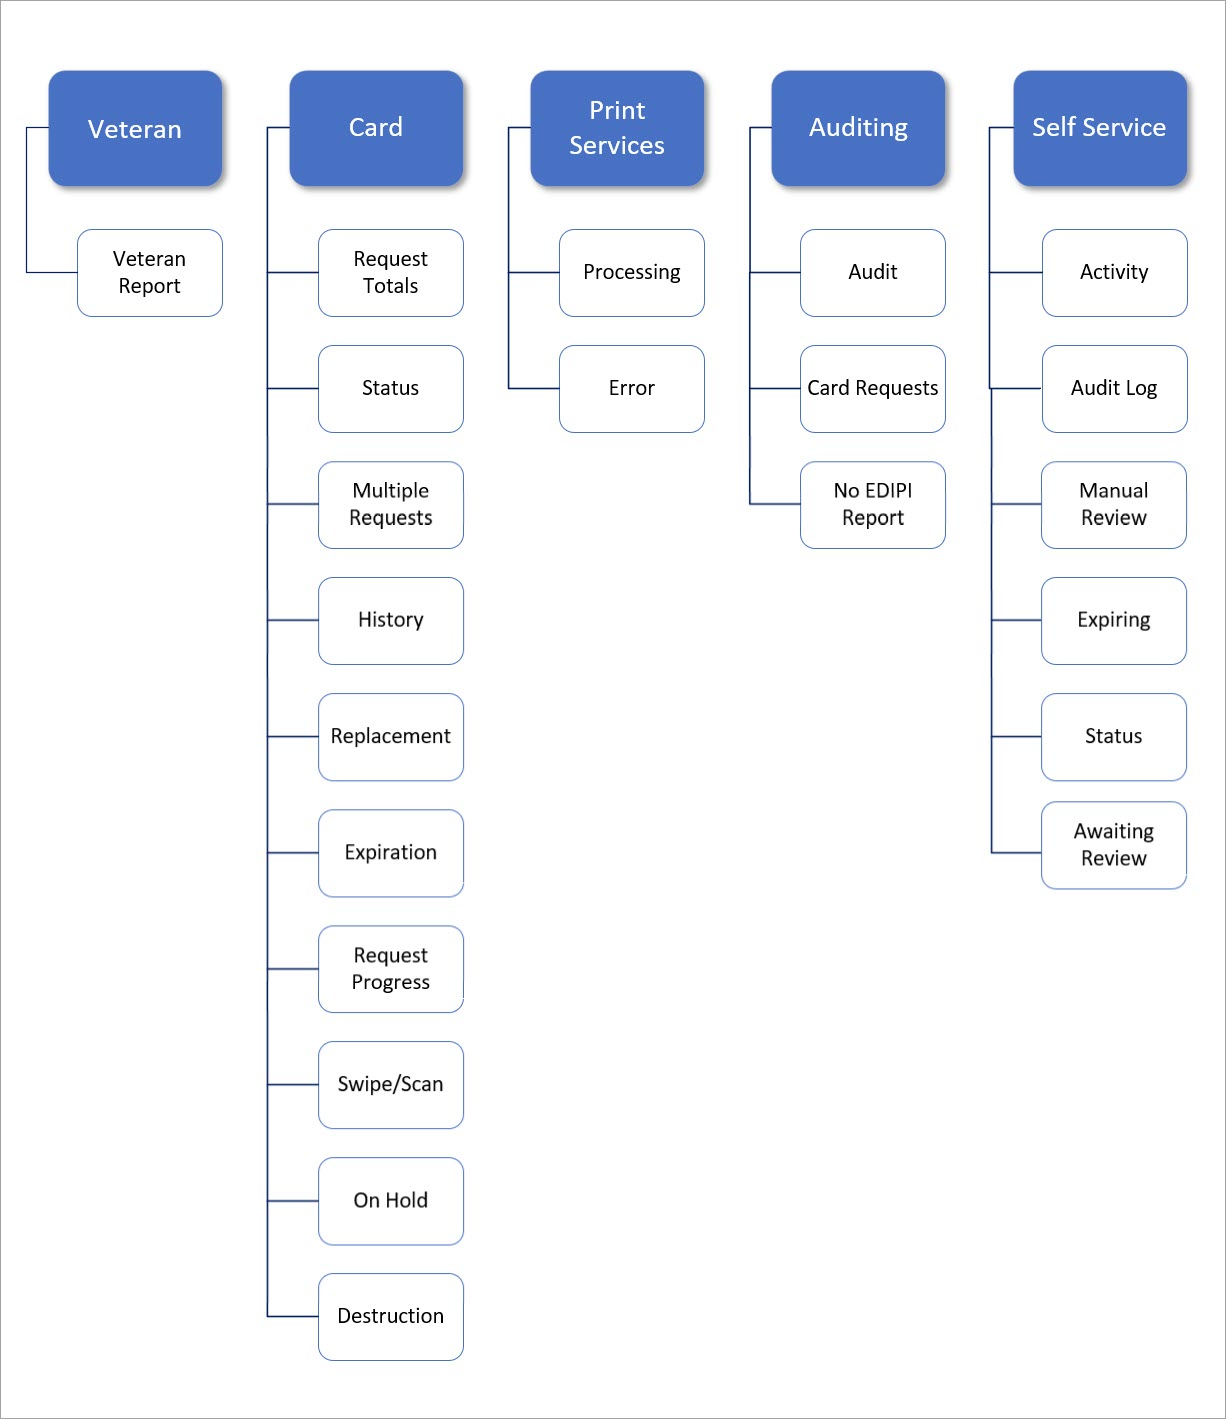 Veteran
Veteran
Report
Card
Request
Totals
Status
Multiple
Requests
History
Replacement
Expiration
Request
Progress
Swipe/Scan
On Hold
Destruction
Print
Services
Processing
Error
Auditing
Audit
Card Requests
No EDIPI
Report
Self Service
Activity
Audit Log
Manual
Review
Expiring
Status
Awaiting
Review